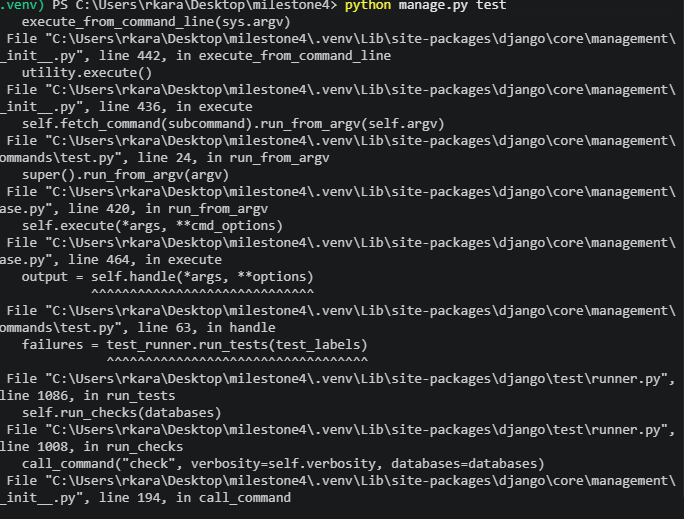 .venv) PS C:\Users\rkara\Desktop\milestone4> python manage.py test
    execute_from_command_line(sys.argv)
  File "C:\Users\rkara\Desktop\milestone4\.venv\Lib\site-packages\django\core\management\
_init__.py", line 442, in execute_from_command_line
    utility.execute()
  File "C:\Users\rkara\Desktop\milestone4\.venv\Lib\site-packages\django\core\management\
_init__.py", line 436, in execute
    self.fetch_command(subcommand).run_from_argv(self.argv)
  File "C:\Users\rkara\Desktop\milestone4\.venv\Lib\site-packages\django\core\management\
ommands\test.py", line 24, in run_from_argv
    super().run_from_argv(argv)
  File "C:\Users\rkara\Desktop\milestone4\.venv\Lib\site-packages\django\core\management\
ase.py", line 420, in run_from_argv
    self.execute(*args, **cmd_options)
  File "C:\Users\rkara\Desktop\milestone4\.venv\Lib\site-packages\django\core\management\
ase.py", line 464, in execute
    output = self.handle(*args, **options)
             ^^^^^^^^^^^^^^^^^^^^^^^^^^^^^
  File "C:\Users\rkara\Desktop\milestone4\.venv\Lib\site-packages\django\core\management\
ommands\test.py", line 63, in handle
    failures = test_runner.run_tests(test_labels)
               ^^^^^^^^^^^^^^^^^^^^^^^^^^^^^^^^^^
  File "C:\Users\rkara\Desktop\milestone4\.venv\Lib\site-packages\django\test\runner.py",
line 1086, in run_tests
    self.run_checks(databases)
  File "C:\Users\rkara\Desktop\milestone4\.venv\Lib\site-packages\django\test\runner.py",
line 1008, in run_checks
    call_command("check", verbosity=self.verbosity, databases=databases)
  File "C:\Users\rkara\Desktop\milestone4\.venv\Lib\site-packages\django\core\management\
_init__.py", line 194, in call_command